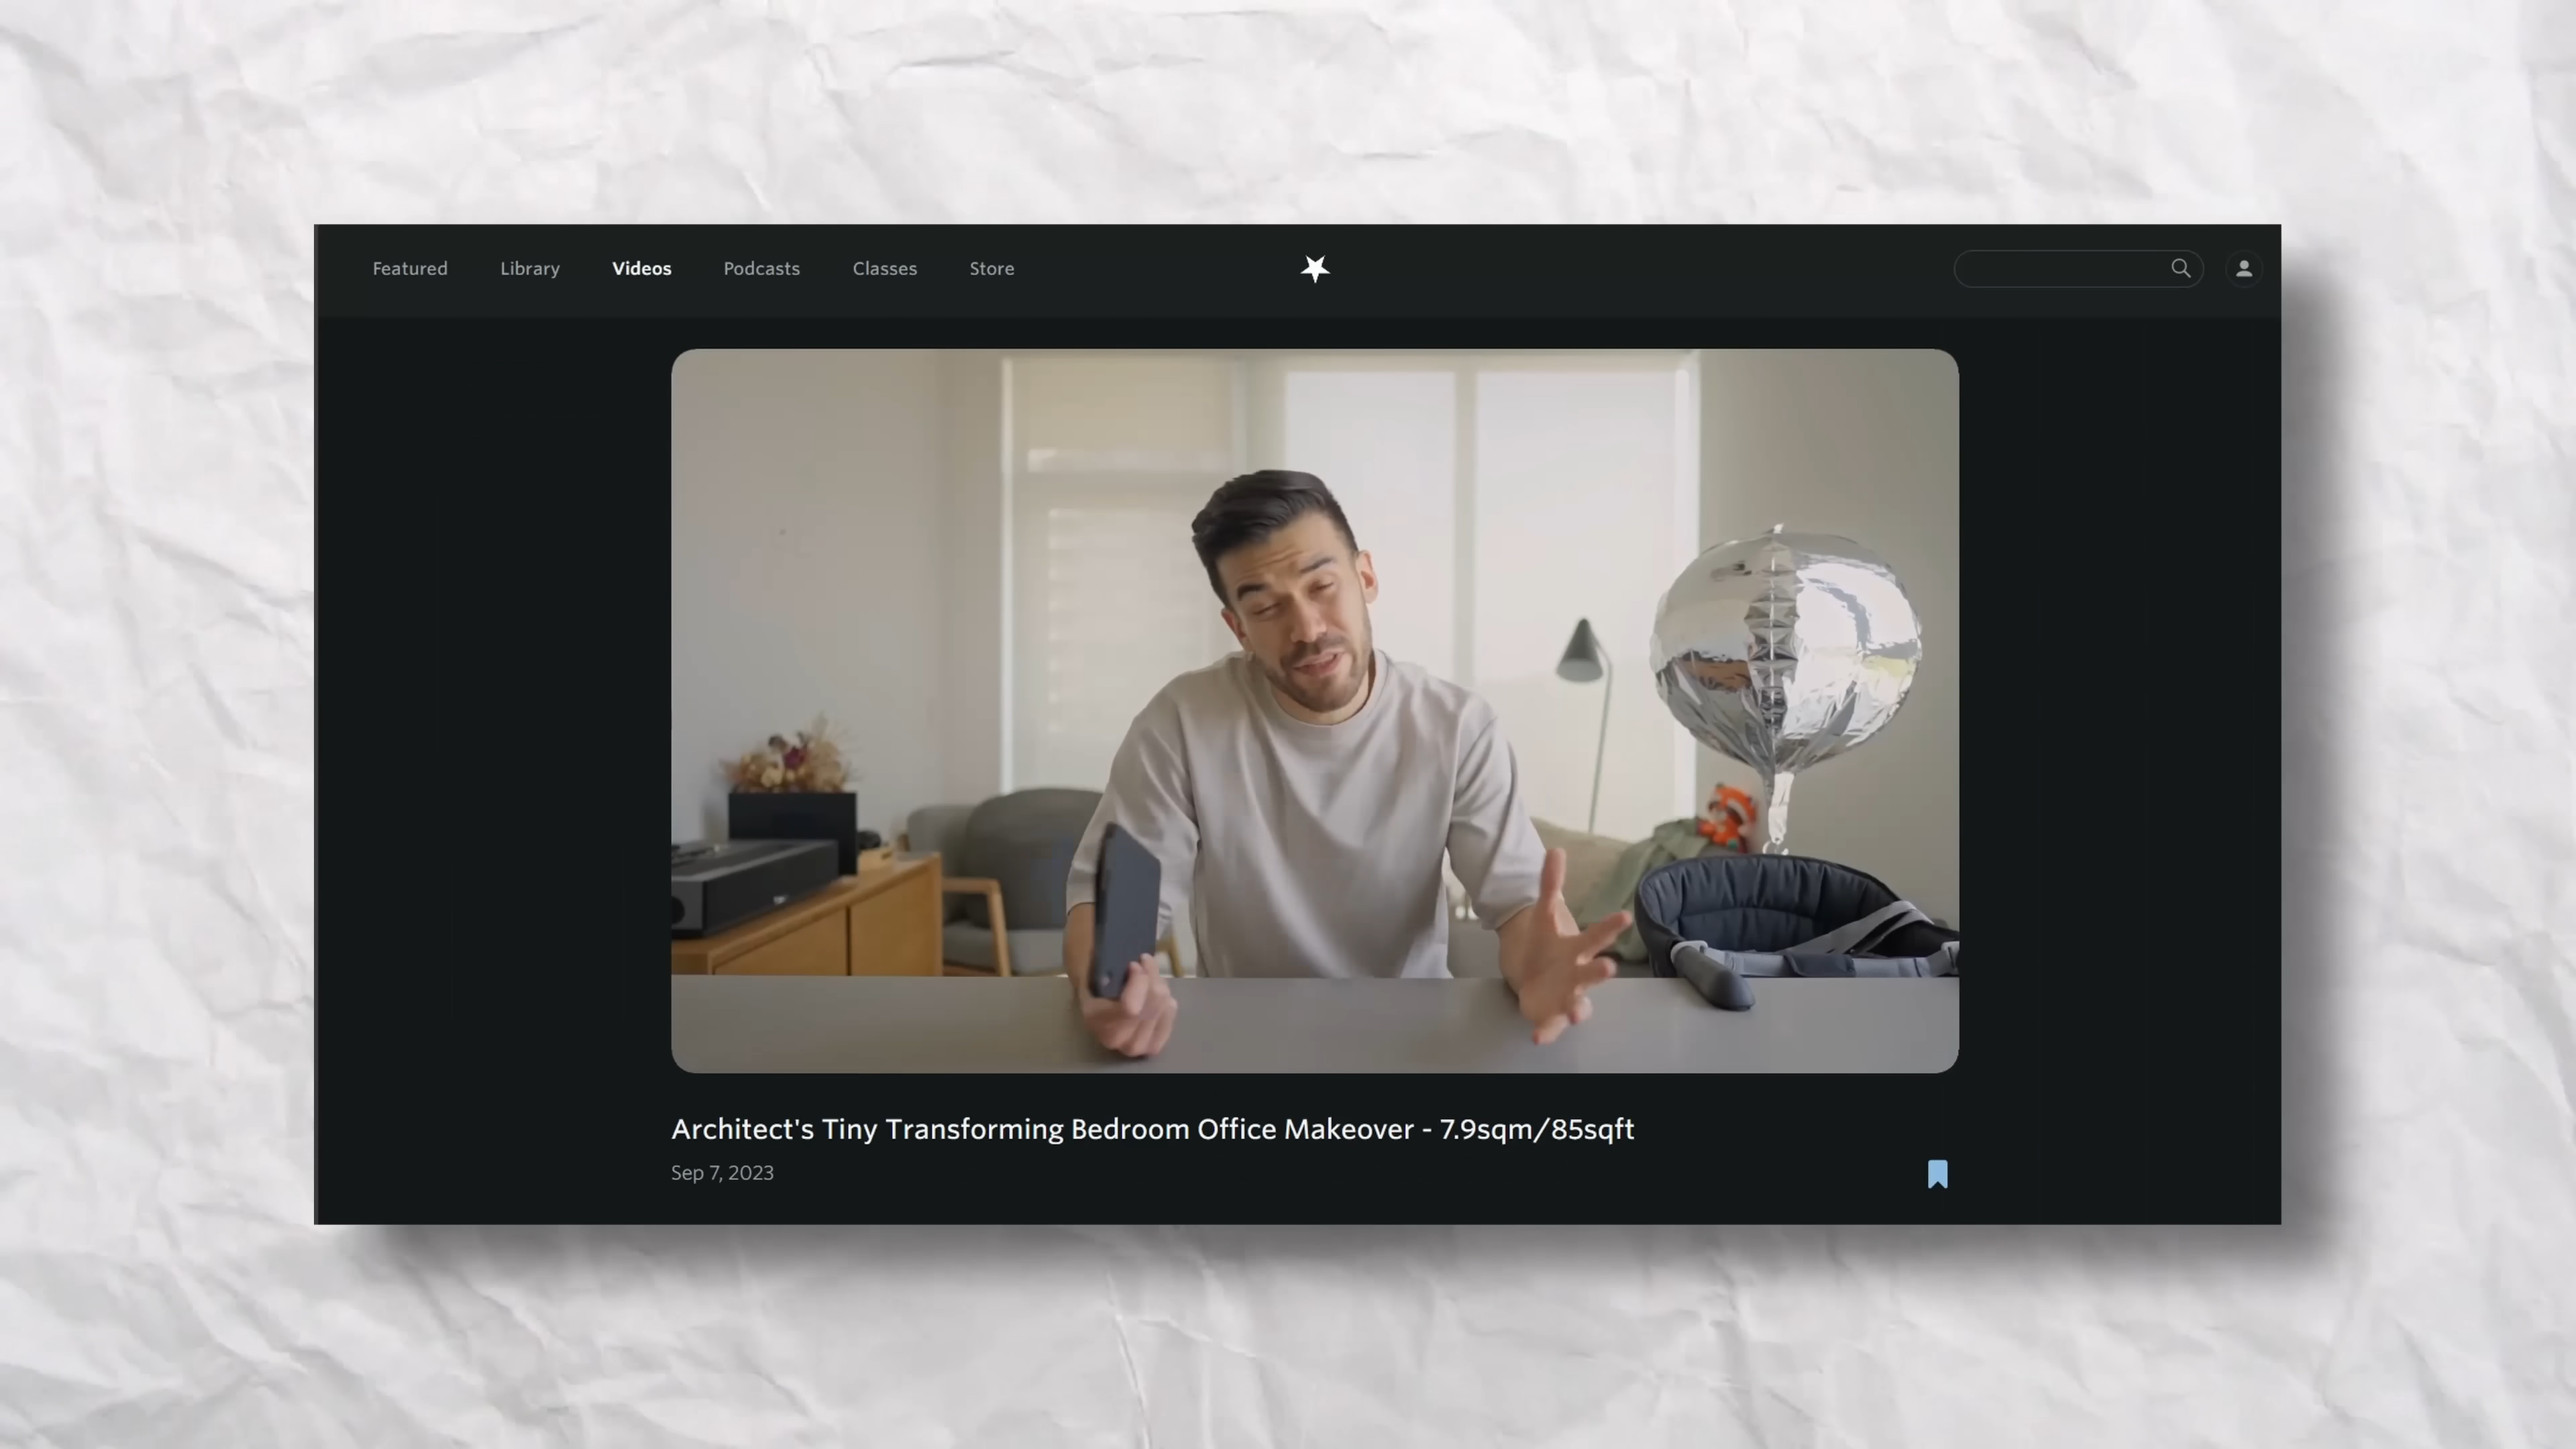 Featured Library Videos Podcasts Classes Store
Architect's Tiny Transforming Bedroom Office Makeover - 7.9sqm/85sqft
Sep 7, 2023